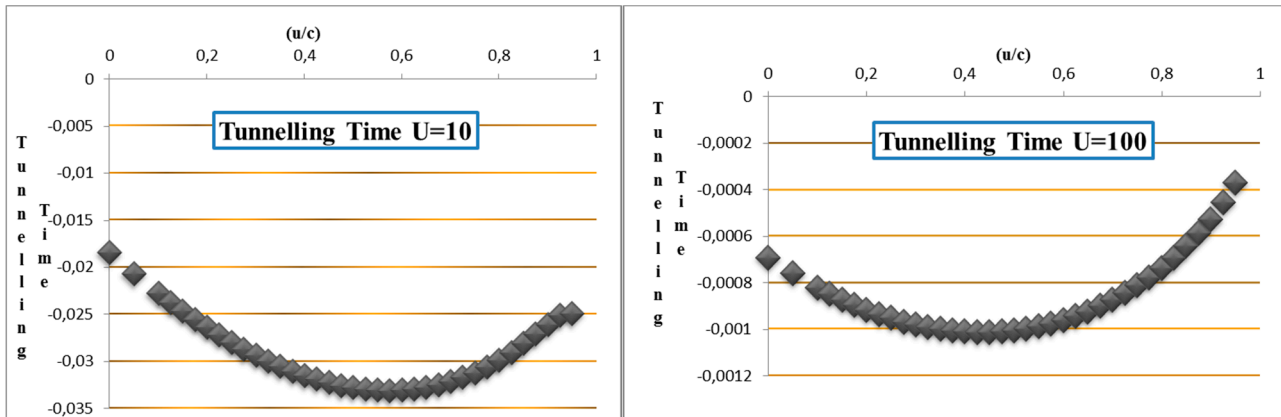 (u/c)
0 0,2 0,4 0,6 0,8 1
0
-0,005
-0,01
-0,015
-0,02
-0,025
-0,03
-0,035
Tunnelling Time U=10
Tunnelling
Time
(u/c)
0 0,2 0,4 0,6 0,8 1
0
-0,0002
-0,0004
-0,0006
-0,0008
-0,001
-0,0012
Tunnelling Time U=100
Tunnelling
Time